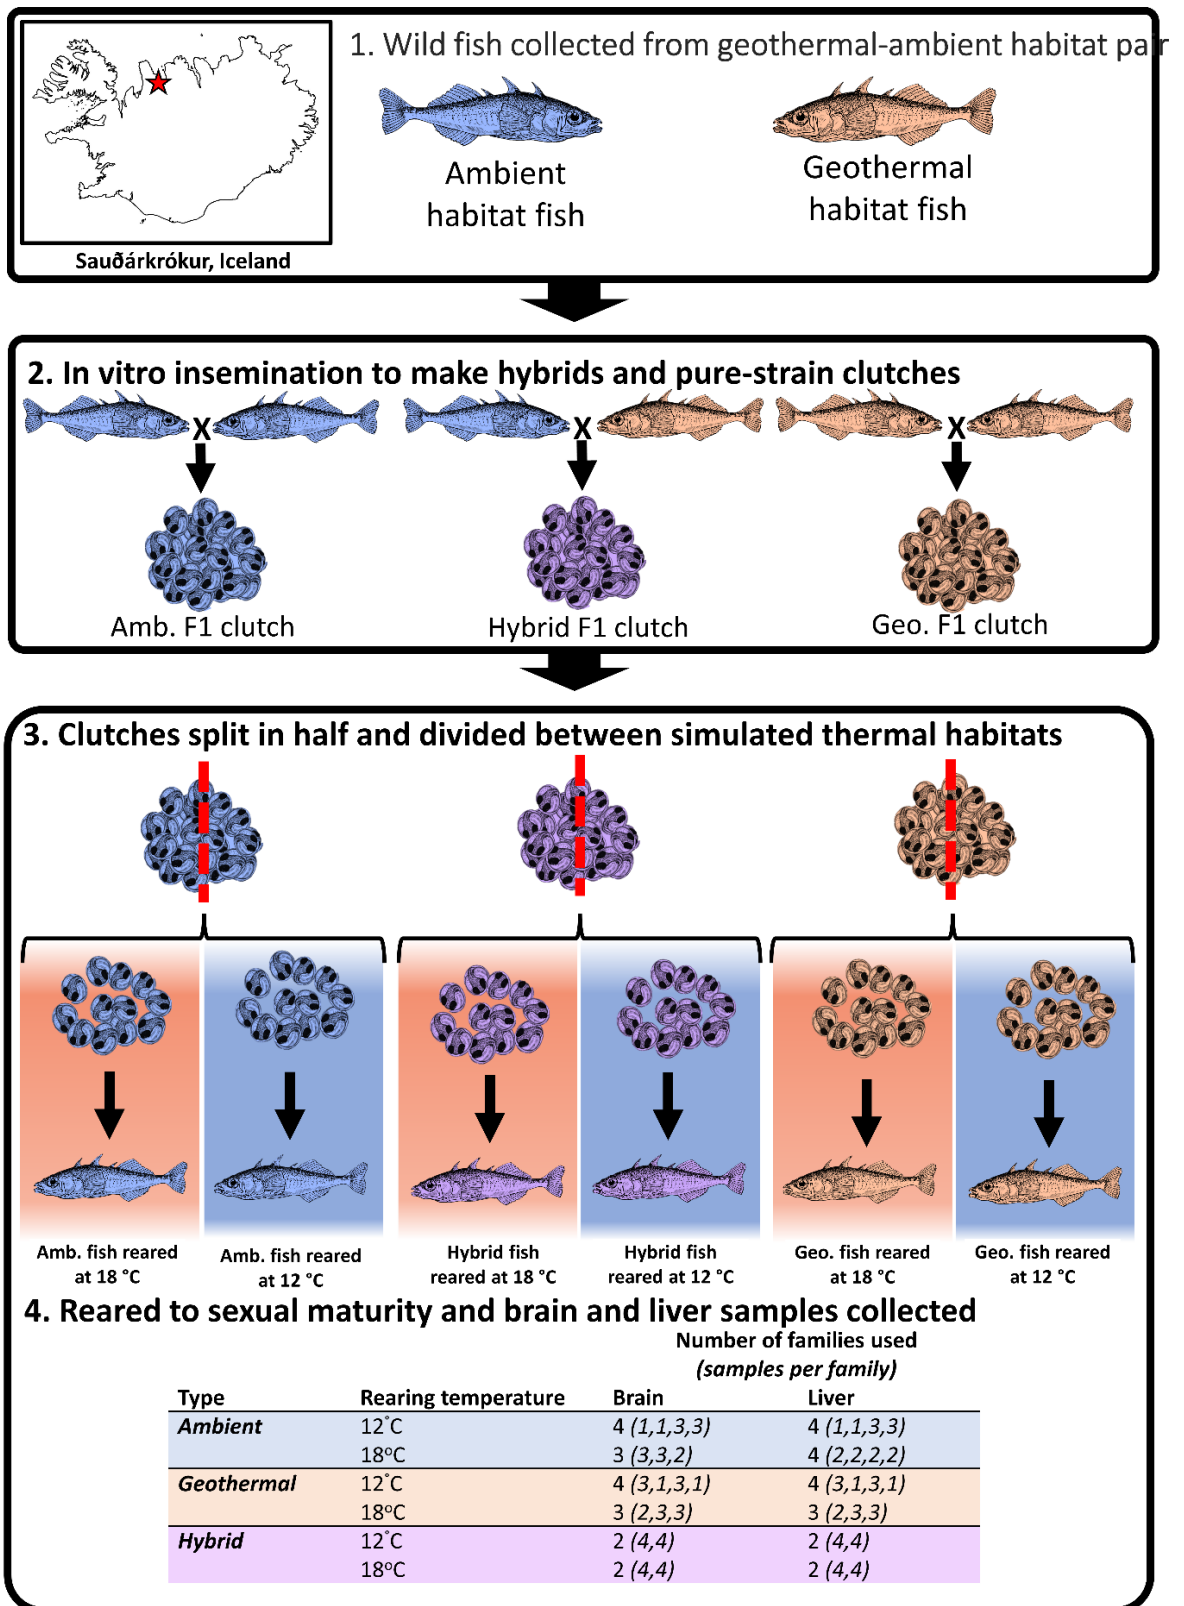 1. Wild fish collected from geothermal-ambient habitat pair
Ambient
habitat fish
Geothermal
habitat fish
Sauðárkrókur, Iceland
2. In vitro insemination to make hybrids and pure-strain clutches
X X X
Amb. F1 clutch
Hybrid F1 clutch
Geo. F1 clutch
3. Clutches split in half and divided between simulated thermal habitats
Amb. fish reared
at 18 °C
Amb. fish reared
at 12 °C
Hybrid fish
reared at 18 °C
Hybrid fish
reared at 12 °C
Geo. fish reared
at 18 °C
Geo. fish reared
at 12 °C
4. Reared to sexual maturity and brain and liver samples collected
Number of families used
(samples per family)
Type Rearing temperature Brain Liver
Ambient 12°C 4 (1,1,3,3) 4 (1,1,3,3)
18°C 3 (3,3,2) 4 (2,2,2,2)
Geothermal 12°C 4 (3,1,3,1) 4 (3,1,3,1)
18°C 3 (2,3,3) 3 (2,3,3)
Hybrid 12°C 2 (4,4) 2 (4,4)
18°C 2 (4,4) 2 (4,4)